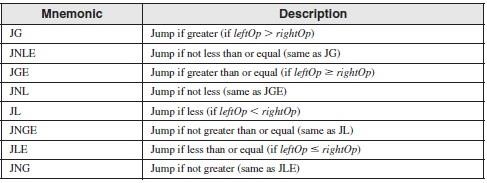 Mnemonic Description
JG Jump if greater (if leftOp > rightOp)
JNLE Jump if not less than or equal (same as JG)
JGE Jump if greater than or equal (if leftOp ≥ rightOp)
JNL Jump if not less (same as JGE)
JL Jump if less (if leftOp < rightOp)
JNGE Jump if not greater than or equal (same as JL)
JLE Jump if less than or equal (if leftOp ≤ rightOp)
JNG Jump if not greater (same as JLE)